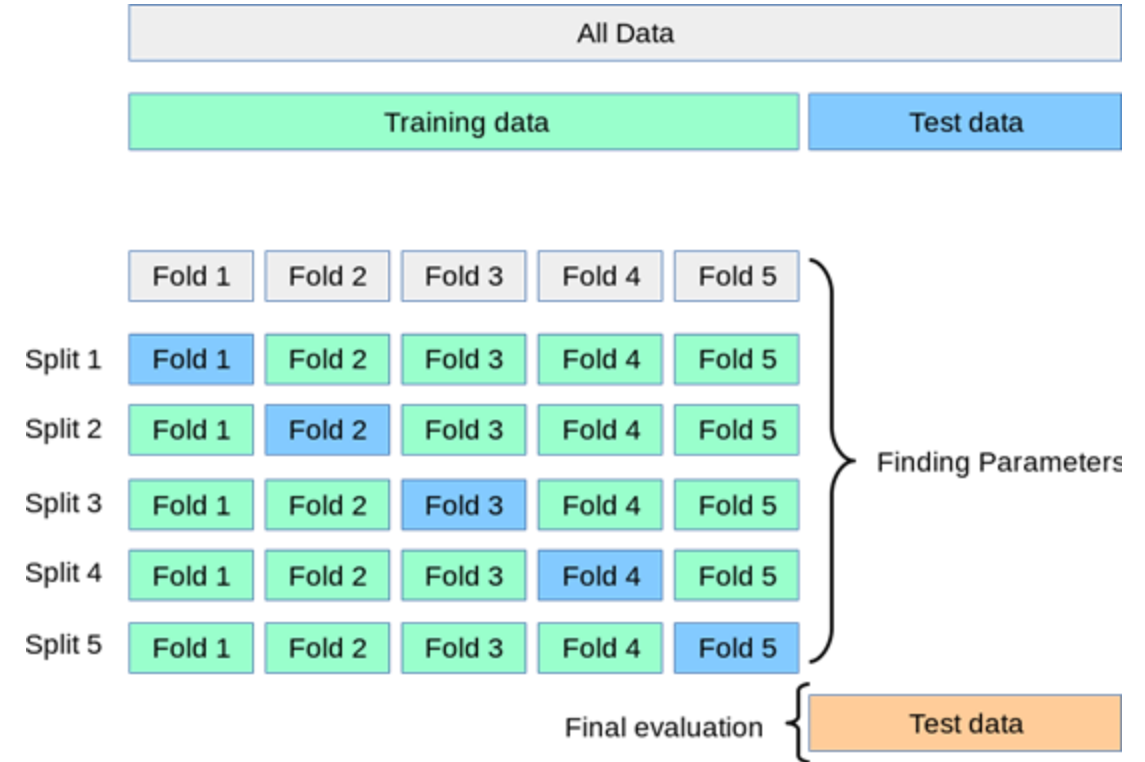 All Data
Training data Test data
Fold 1 Fold 2 Fold 3 Fold 4 Fold 5
Split 1 Fold 1 Fold 2 Fold 3 Fold 4 Fold 5
Split 2 Fold 1 Fold 2 Fold 3 Fold 4 Fold 5
Finding Parameters
Split 3 Fold 1 Fold 2 Fold 3 Fold 4 Fold 5
Split 4 Fold 1 Fold 2 Fold 3 Fold 4 Fold 5
Split 5 Fold 1 Fold 2 Fold 3 Fold 4 Fold 5
Final evaluation Test data